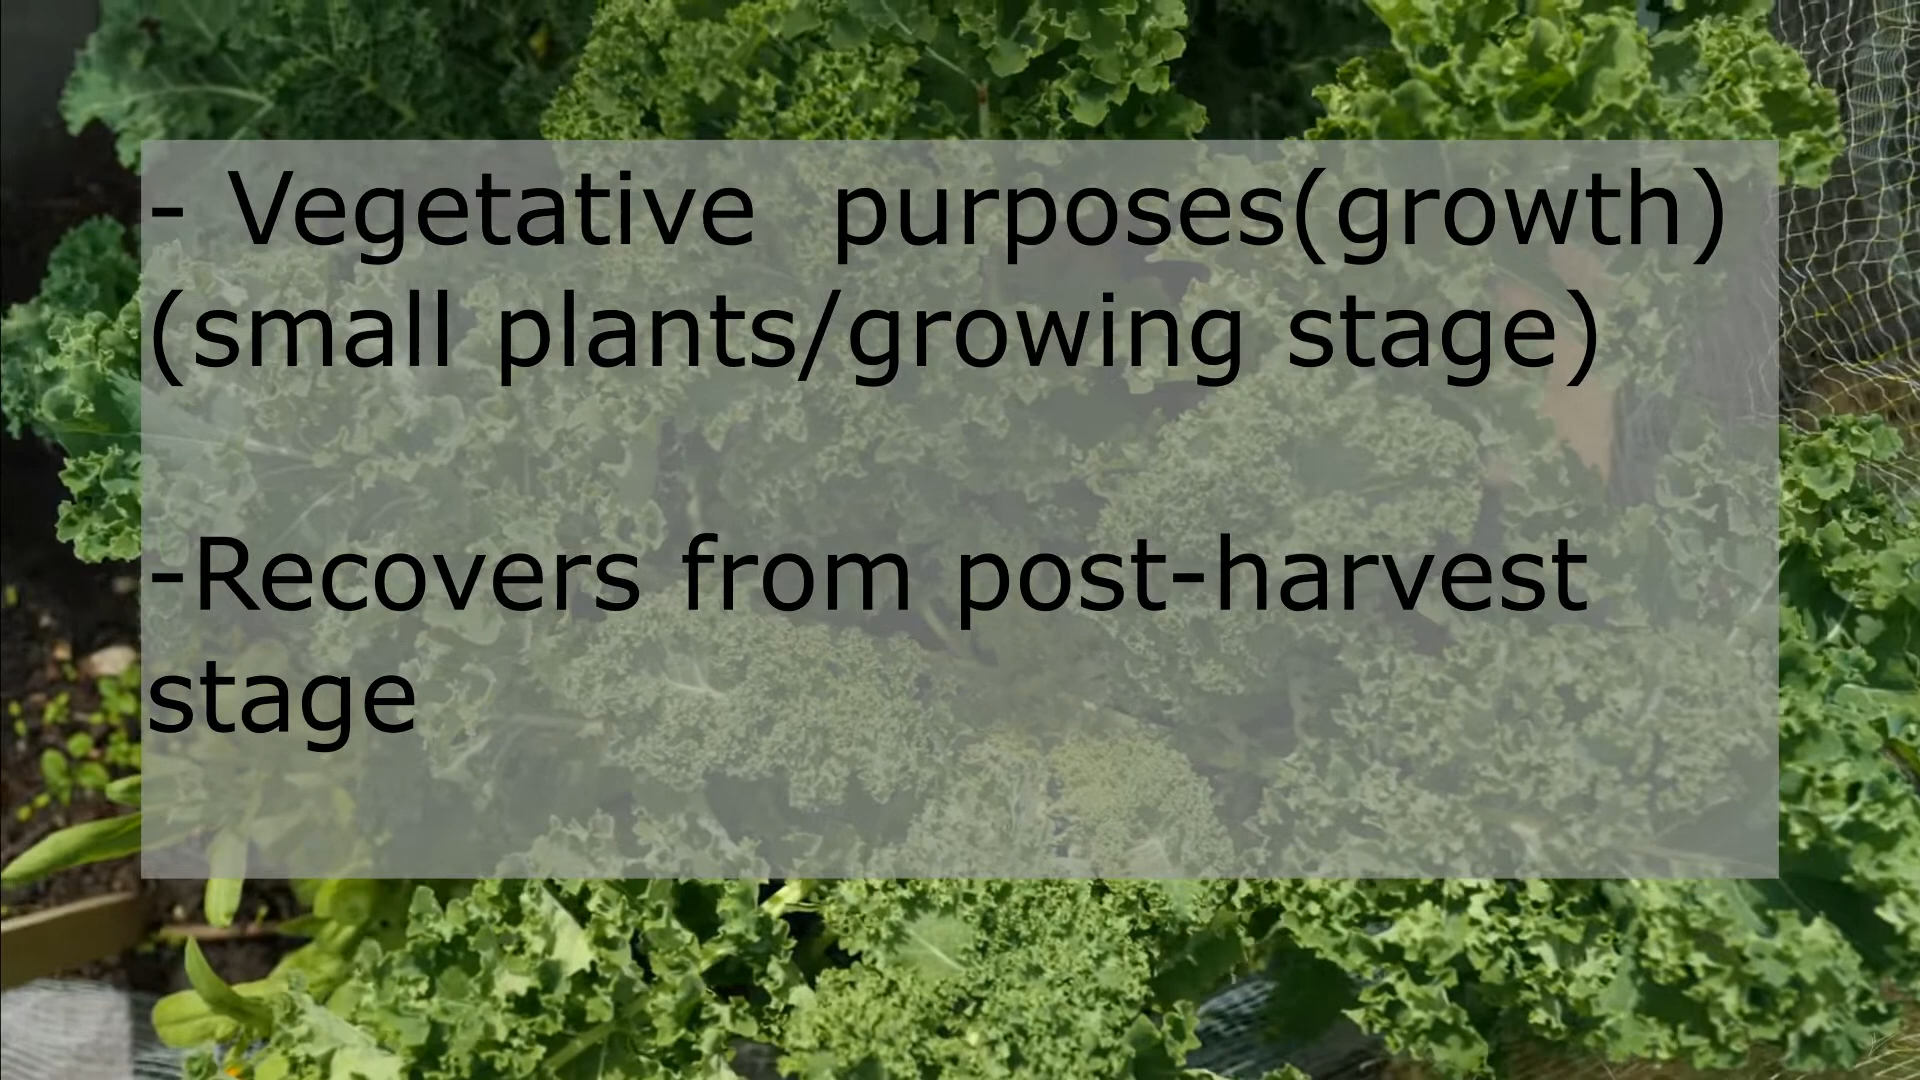 - Vegetative  purposes(growth)
(small plants/growing stage)
-Recovers from post-harvest
stage